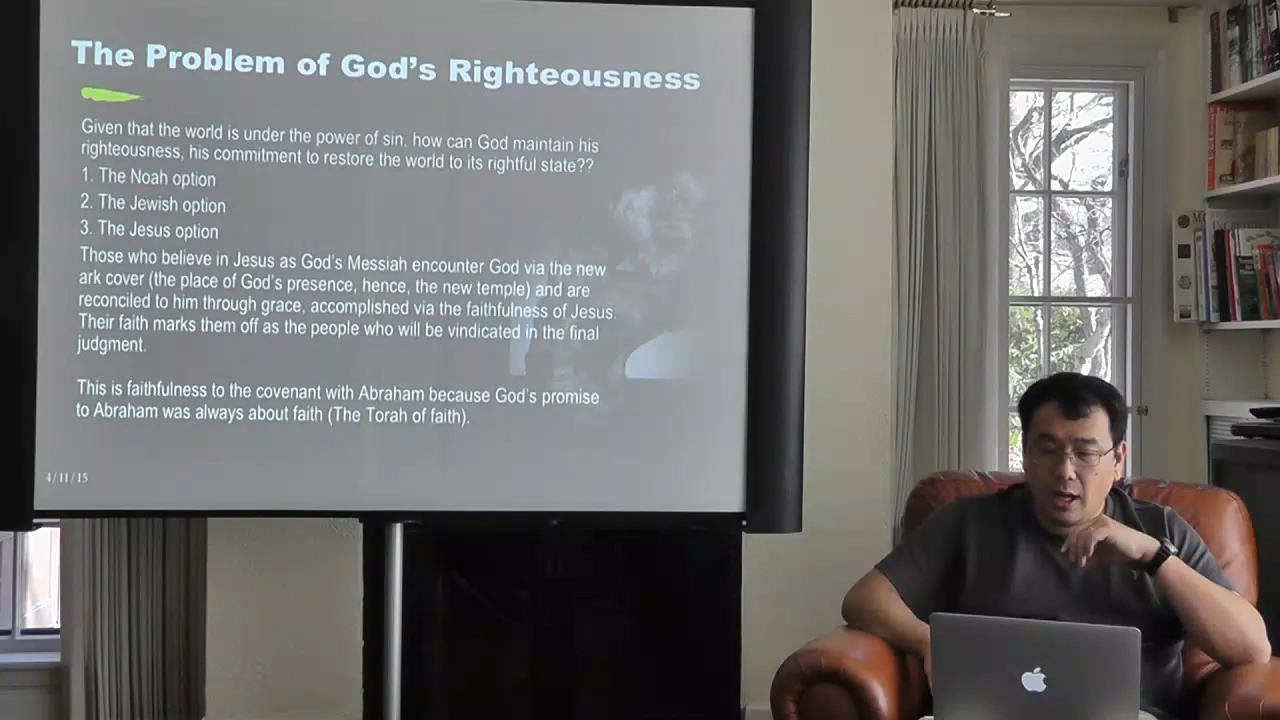 The Problem of God's Righteousness
Given that the world is under the power of sin, how can God maintain his
righteousness, his commitment to restore the world to its rightful state??
1. The Noah option
2. The Jewish option
3. The Jesus option
Those who believe in Jesus as God's Messiah encounter God via the new
ark cover (the place of God's presence, hence, the new temple) and are
reconciled to him through grace, accomplished via the faithfulness of Jesus.
Their faith marks them off as the people who will be vindicated in the final
judgment.
This is faithfulness to the covenant with Abraham because God's promise
to Abraham was always about faith (The Torah of faith).
4/11/15